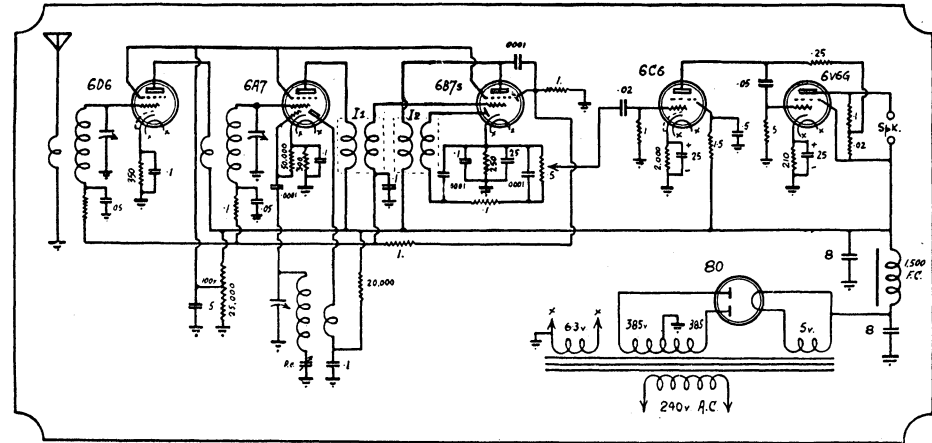 6D6
6A7
6B7s
.0001
6C6
.25
6V6G
I1
I2
1.
.02
.05
.1
.02
Spk.
.5
1.5
.5
350
.1
.05
.1
.05
50,000
300
.1
.0001
.1
.0001
.1
250
25
.0001
.5
.1
2,000
25
210
25
1.
100v
25,000
.5
20,000
P.c.
.1
8
1,500
F.C.
8
80
6.3v
385v
385
5v.
240v A.C.
x
x